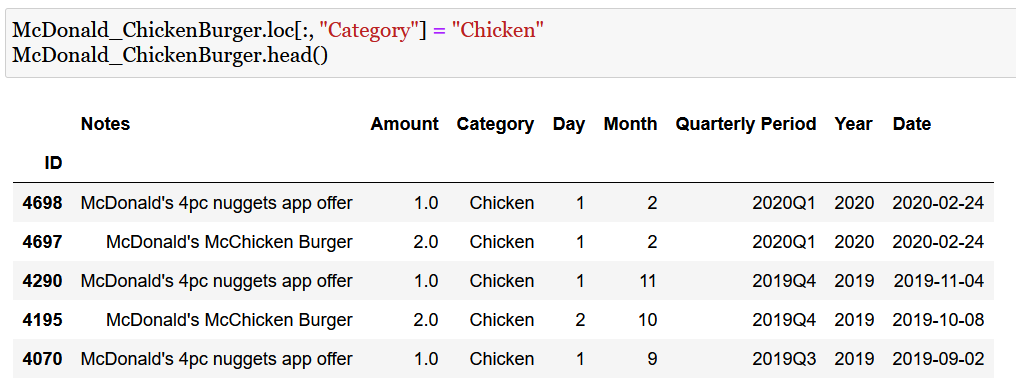 McDonald_ChickenBurger.loc[:, "Category"] = "Chicken"
McDonald_ChickenBurger.head()
Notes Amount Category Day Month Quarterly Period Year Date
ID
4698 McDonald's 4pc nuggets app offer 1.0 Chicken 1 2 2020Q1 2020 2020-02-24
4697 McDonald's McChicken Burger 2.0 Chicken 1 2 2020Q1 2020 2020-02-24
4290 McDonald's 4pc nuggets app offer 1.0 Chicken 1 11 2019Q4 2019 2019-11-04
4195 McDonald's McChicken Burger 2.0 Chicken 2 10 2019Q4 2019 2019-10-08
4070 McDonald's 4pc nuggets app offer 1.0 Chicken 1 9 2019Q3 2019 2019-09-02